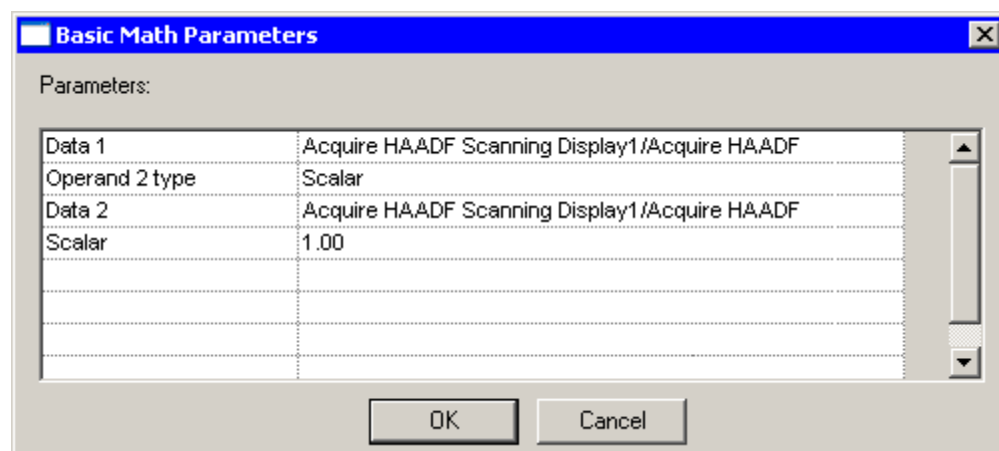 Basic Math Parameters
Parameters:
Data 1 Acquire HAADF Scanning Display1/Acquire HAADF
Operand 2 type Scalar
Data 2 Acquire HAADF Scanning Display1/Acquire HAADF
Scalar 1.00
OK Cancel